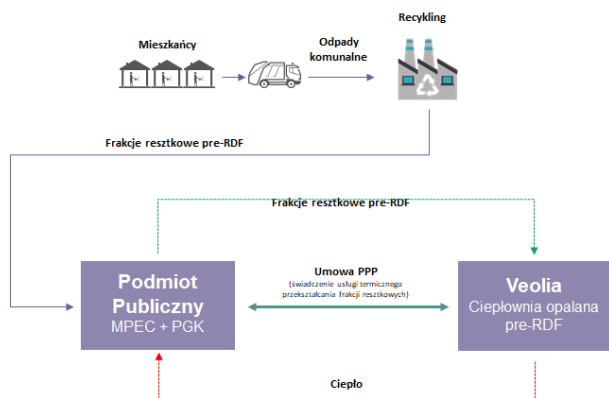 Recykling
Mieszkańcy
Odpady
komunalne
Frakcje resztkowe pre-RDF
Frakcje resztkowe pre-RDF
Podmiot
Publiczny
MPEC + PGK
Umowa PPP
(świadczenie usługi termicznego
przekształcania frakcji resztkowych)
Veolia
Ciepłownia opalana
pre-RDF
Ciepło